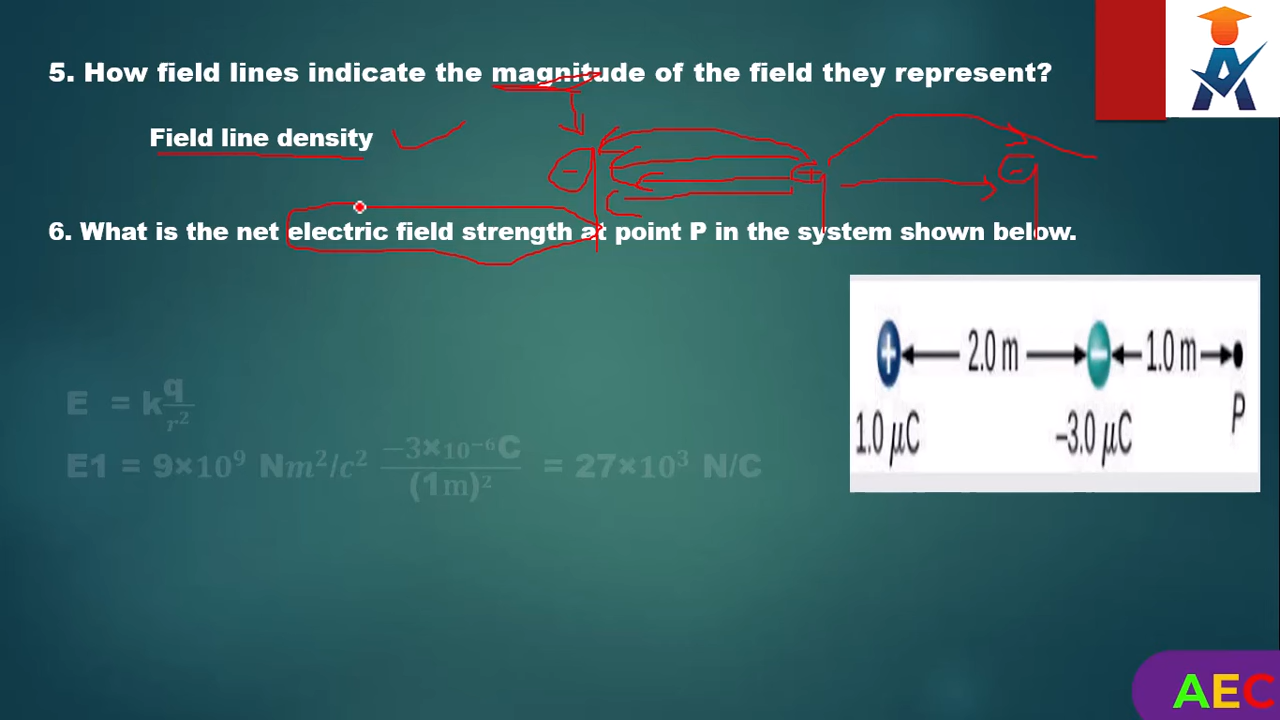 5. How field lines indicate the magnitude of the field they represent?
Field line density
6. What is the net electric field strength at point P in the system shown below.
2.0 m
1.0 m
+
−
1.0 μC
−3.0 μC
P
E = k q/r²
E1 = 9×10⁹ Nm²/c² −3×10⁻⁶C/(1m)² = 27×10³ N/C
AEC